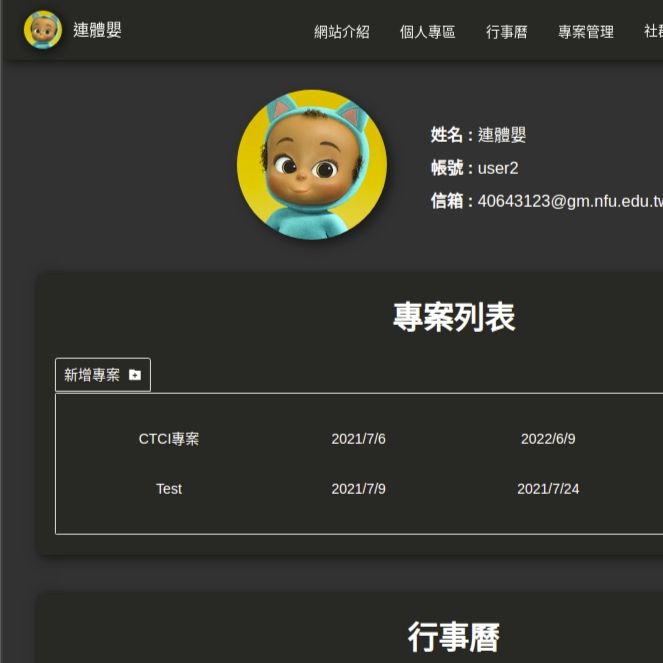 連體嬰 網站介紹 個人專區 行事曆 專案管理 社
姓名 : 連體嬰
帳號 : user2
信箱 : 40643123@gm.nfu.edu.tw
專案列表
新增專案
CTCI專案 2021/7/6 2022/6/9
Test 2021/7/9 2021/7/24
行事曆